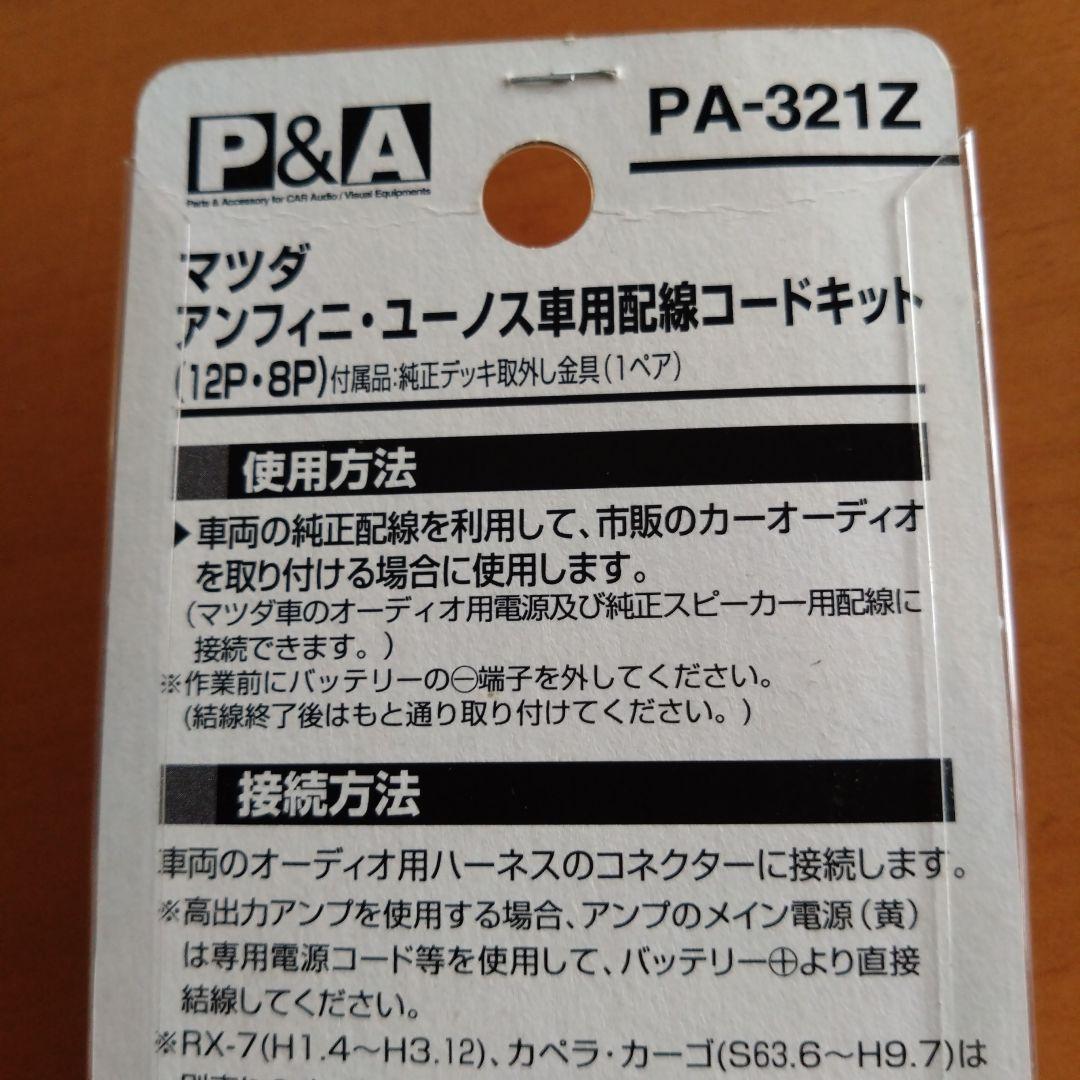 P&A
PA-321Z
Parts & Accessory for CAR Audio / Visual Equipments
マツダ
アンフィニ・ユーノス車用配線コードキット
(12P・8P)付属品:純正デッキ取外し金具(1ペア)
使用方法
▶車両の純正配線を利用して、市販のカーオーディオ
を取り付ける場合に使用します。
(マツダ車のオーディオ用電源及び純正スピーカー用配線に
接続できます。)
※作業前にバッテリーの㊀端子を外してください。
(結線終了後はもと通り取り付けてください。)
接続方法
車両のオーディオ用ハーネスのコネクターに接続します。
※高出力アンプを使用する場合、アンプのメイン電源(黄)
は専用電源コード等を使用して、バッテリー⊕より直接
結線してください。
※RX-7(H1.4〜H3.12)、カペラ・カーゴ(S63.6〜H9.7)は